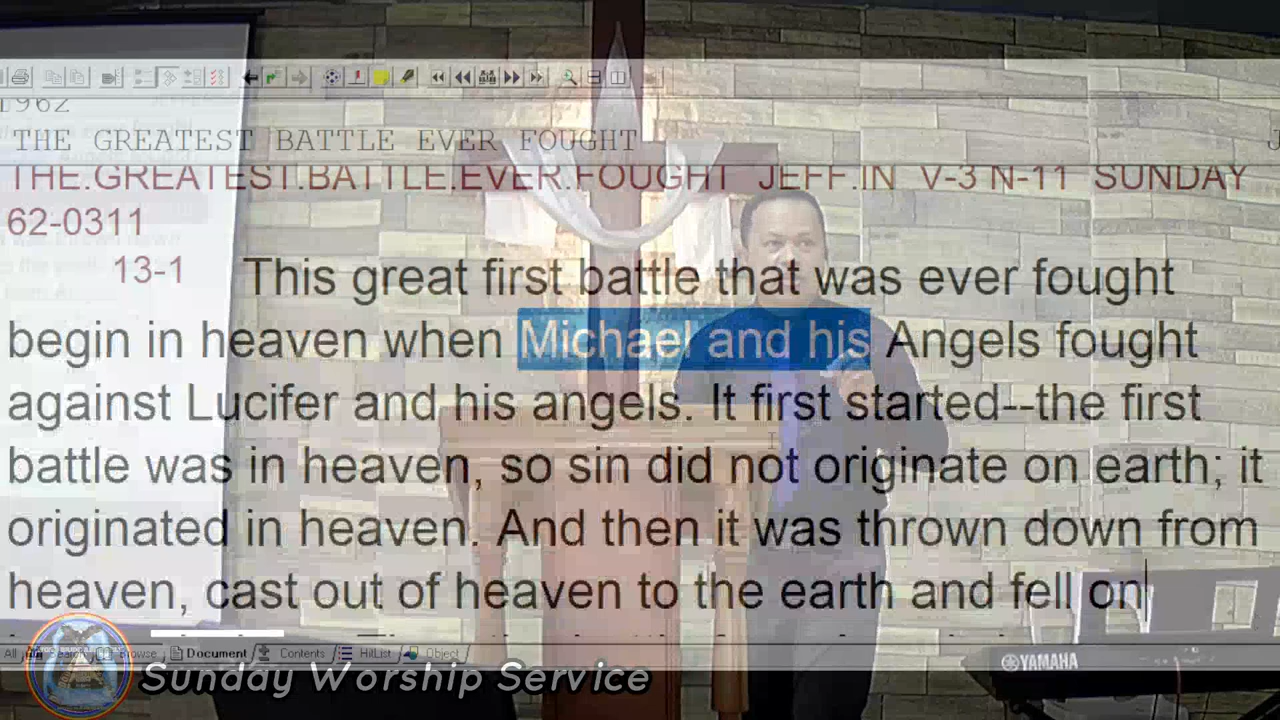 1962
THE GREATEST BATTLE EVER FOUGHT
THE.GREATEST.BATTLE.EVER.FOUGHT JEFF.IN V-3 N-11 SUNDAY
62-0311
13-1 This great first battle that was ever fought
begin in heaven when Michael and his Angels fought
against Lucifer and his angels. It first started--the first
battle was in heaven, so sin did not originate on earth; it
originated in heaven. And then it was thrown down from
heaven, cast out of heaven to the earth and fell on
All Browse Document Contents HitList Object
Sunday Worship Service
YAMAHA